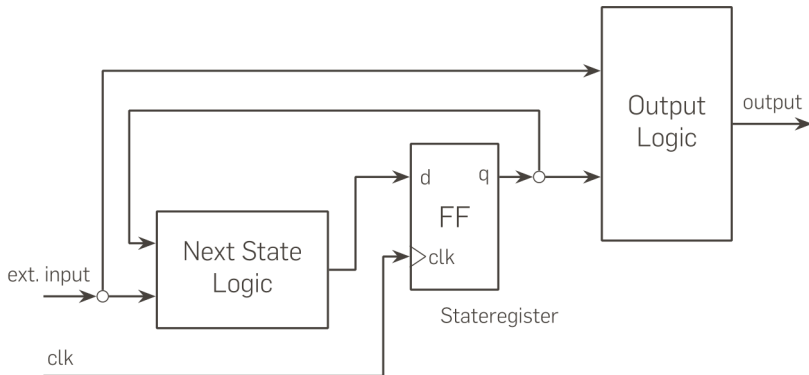 Output
Logic
output
d
q
FF
clk
Next State
Logic
ext. input
Stateregister
clk